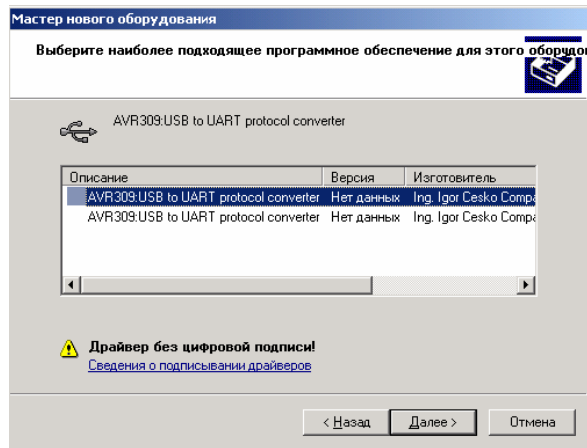 Мастер нового оборудования
Выберите наиболее подходящее программное обеспечение для этого
AVR309:USB to UART protocol converter
Описание Версия Изготовитель
AVR309:USB to UART protocol converter Нет данных Ing. Igor Cesko Compa
AVR309:USB to UART protocol converter Нет данных Ing. Igor Cesko Compa
Драйвер без цифровой подписи!
Сведения о подписывании драйверов
< Назад Далее > Отмена